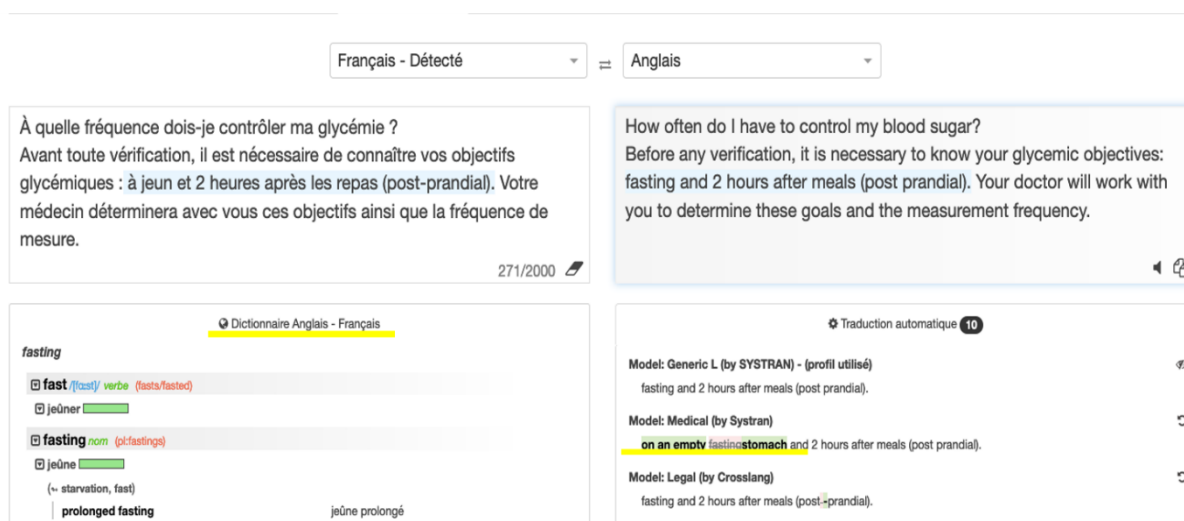 Français - Détecté
Anglais
À quelle fréquence dois-je contrôler ma glycémie ?
Avant toute vérification, il est nécessaire de connaître vos objectifs
glycémiques : à jeun et 2 heures après les repas (post-prandial). Votre
médecin déterminera avec vous ces objectifs ainsi que la fréquence de
mesure.
271/2000
How often do I have to control my blood sugar?
Before any verification, it is necessary to know your glycemic objectives:
fasting and 2 hours after meals (post prandial). Your doctor will work with
you to determine these goals and the measurement frequency.
Dictionnaire Anglais - Français
fasting
fast /[fɑːst]/ verbe (fasts/fasted)
jeûner
fasting nom (pl:fastings)
jeûne
(~ starvation, fast)
prolonged fasting jeûne prolongé
Traduction automatique 10
Model: Generic L (by SYSTRAN) - (profil utilisé)
fasting and 2 hours after meals (post prandial).
Model: Medical (by Systran)
on an empty fasting stomach and 2 hours after meals (post prandial).
Model: Legal (by Crosslang)
fasting and 2 hours after meals (post -prandial).